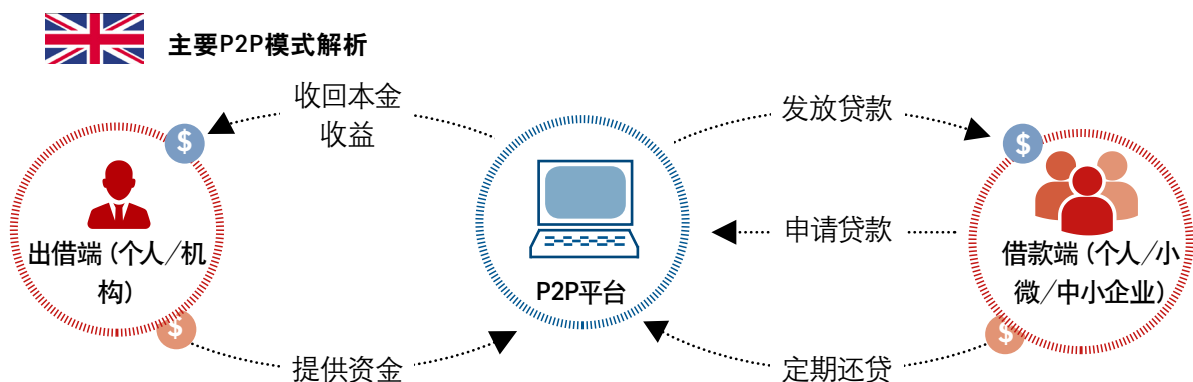 主要P2P模式解析
收回本金
收益
发放贷款
$
$
出借端（个人/机
构）
申请贷款
借款端（个人/小
微/中小企业）
P2P平台
$
$
提供资金
定期还贷